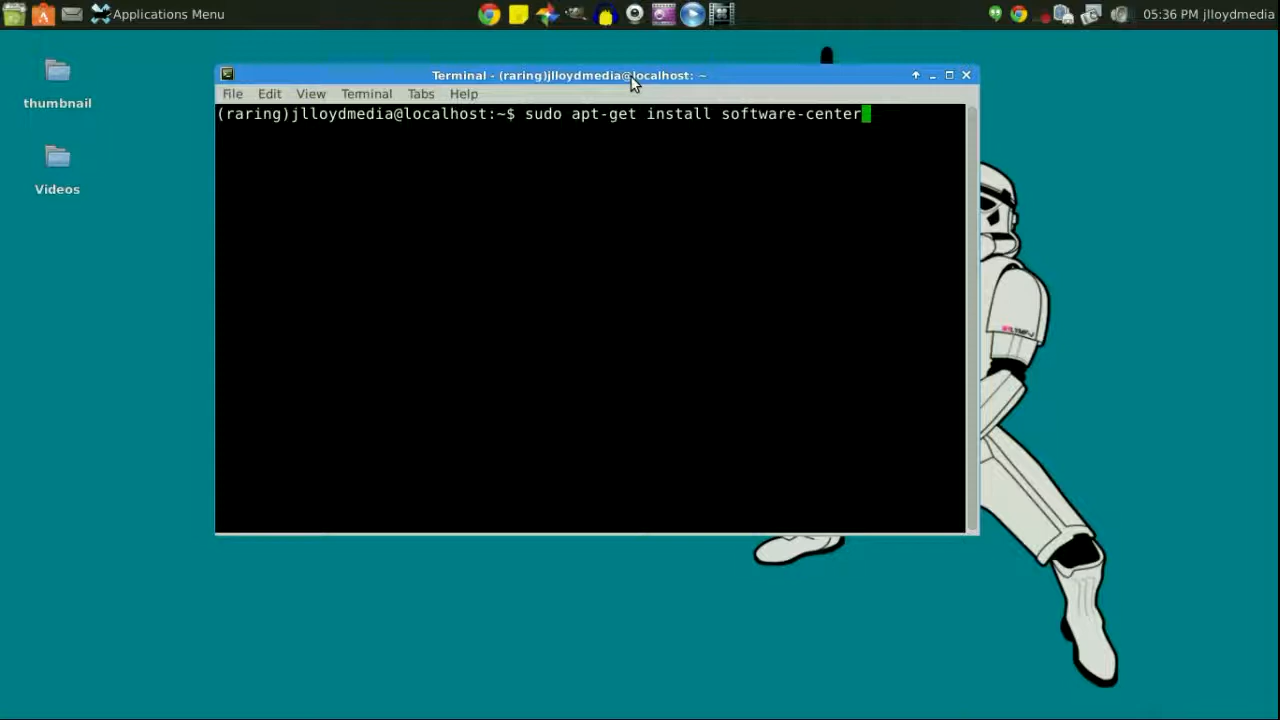 Applications Menu
05:36 PM jlloydmedia
thumbnail
Videos
Terminal - (raring)jlloydmedia@localhost: ~
File Edit View Terminal Tabs Help
(raring)jlloydmedia@localhost:~$ sudo apt-get install software-center